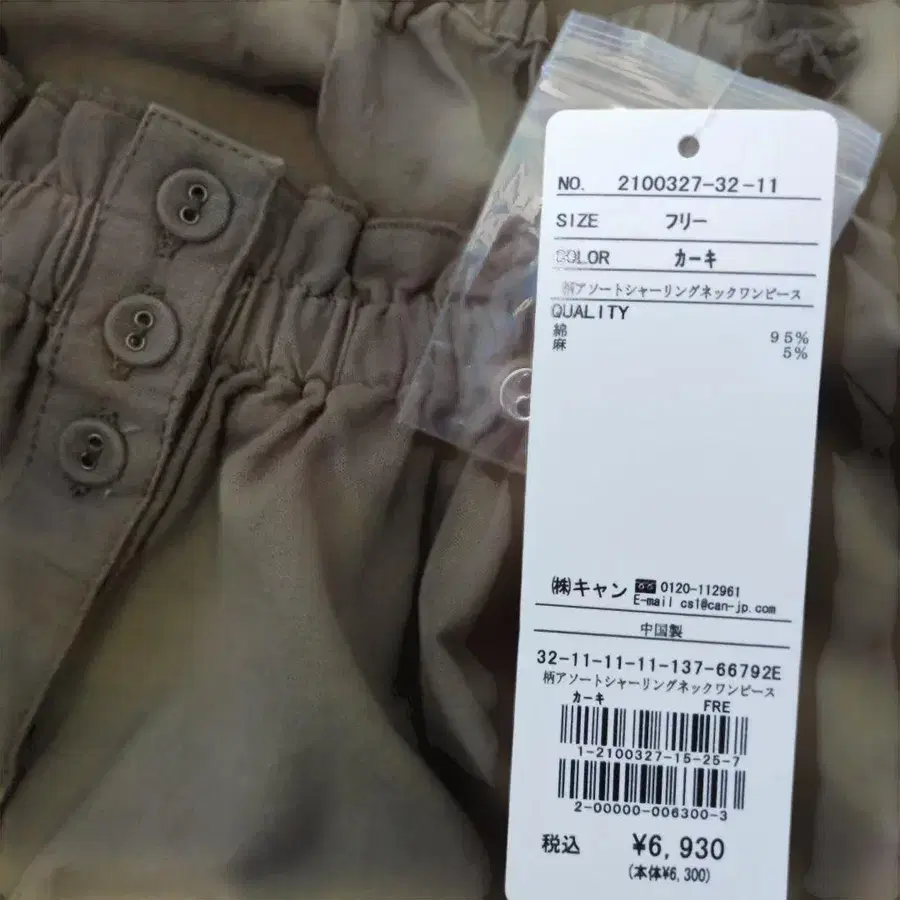 NO. 2100327-32-11
SIZE フリー
COLOR カーキ
柄アソートシャーリングネックワンピース
QUALITY
綿 95%
麻 5%
㈱キャン 0120-112961
E-mail cs1@can-jp.com
中国製
32-11-11-11-137-66792E
柄アソートシャーリングネックワンピース
カーキ FRE
1-2100327-15-25-7
2-00000-006300-3
税込 ¥6,930
(本体¥6,300)